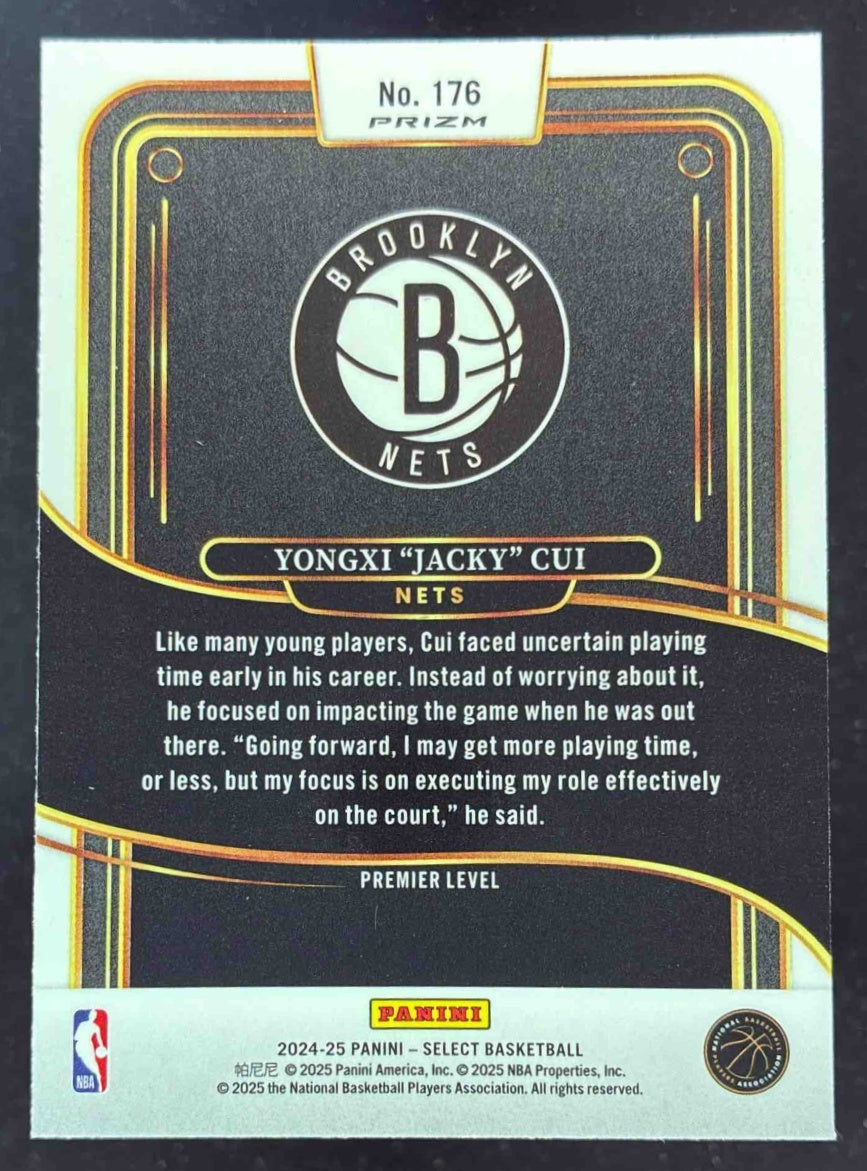 No. 176
PRIZM
BROOKLYN
B
NETS
YONGXI “JACKY” CUI
NETS
Like many young players, Cui faced uncertain playing
time early in his career. Instead of worrying about it,
he focused on impacting the game when he was out
there. “Going forward, I may get more playing time,
or less, but my focus is on executing my role effectively
on the court,” he said.
PREMIER LEVEL
PANINI
2024-25 PANINI – SELECT BASKETBALL
帕尼尼 © 2025 Panini America, Inc. © 2025 NBA Properties, Inc.
© 2025 the National Basketball Players Association. All rights reserved.
NBA
NATIONAL BASKETBALL
PLAYERS ASSOCIATION